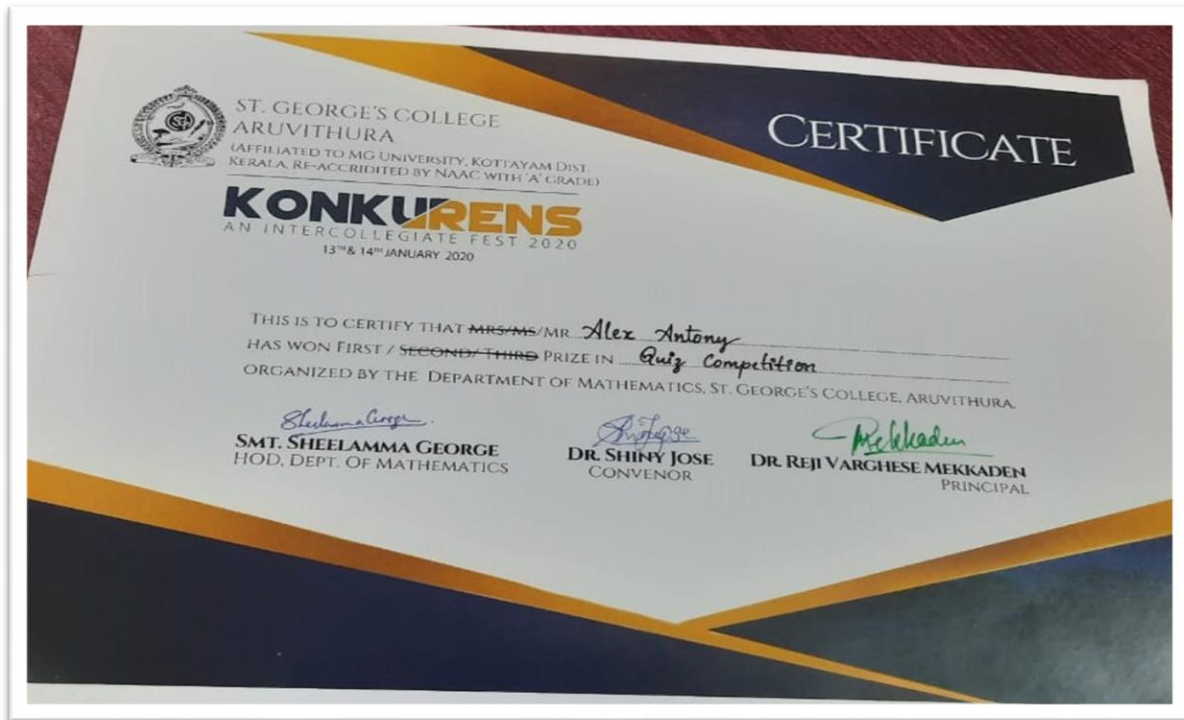 ST. GEORGE'S COLLEGE
ARUVITHURA
(AFFILIATED TO MG UNIVERSITY, KOTTAYAM DIST.
KERALA, RE-ACCRIDITED BY NAAC WITH 'A' GRADE)
KONKURENS
AN INTERCOLLEGIATE FEST 2020
13TH & 14TH JANUARY 2020
CERTIFICATE
THIS IS TO CERTIFY THAT MRS/MS/MR Alex Antony
HAS WON FIRST / SECOND/ THIRD PRIZE IN Quiz Competition
ORGANIZED BY THE DEPARTMENT OF MATHEMATICS, ST. GEORGE'S COLLEGE, ARUVITHURA.
Sheelamma George.
SMT. SHEELAMMA GEORGE
HOD, DEPT. OF MATHEMATICS
DR. SHINY JOSE
CONVENOR
Mekkaden
DR. REJI VARGHESE MEKKADEN
PRINCIPAL